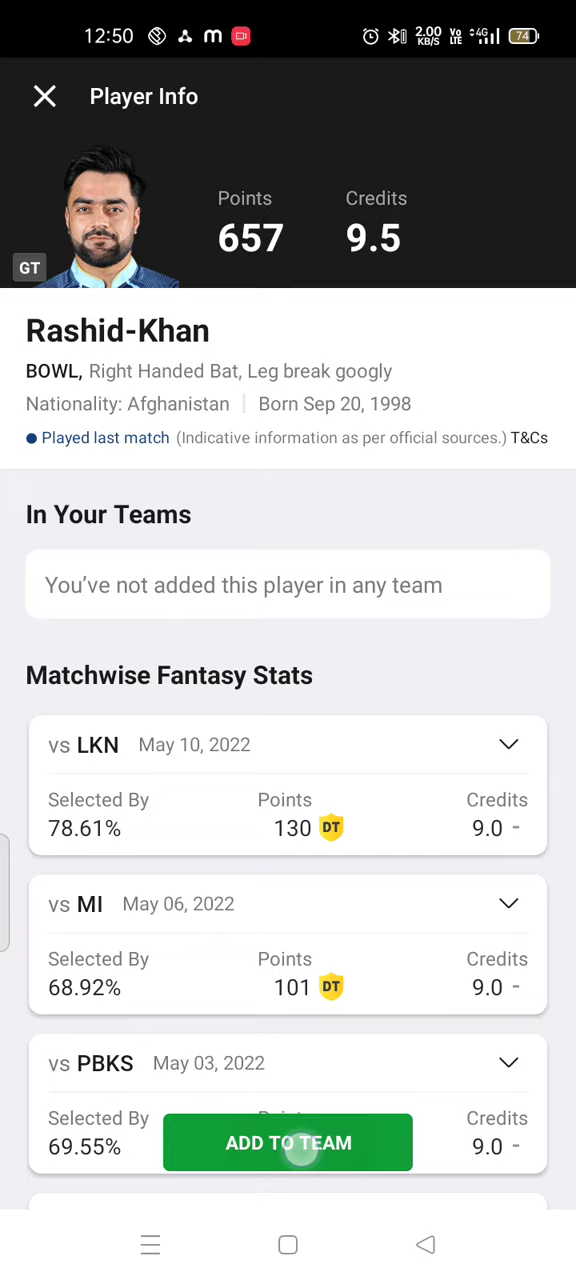 12:50 m 2.00 KB/S Vo LTE 4G 74
Player Info
Points Credits
657 9.5
GT
Rashid-Khan
BOWL, Right Handed Bat, Leg break googly
Nationality: Afghanistan Born Sep 20, 1998
Played last match (Indicative information as per official sources.) T&Cs
In Your Teams
You've not added this player in any team
Matchwise Fantasy Stats
vs LKN May 10, 2022
Selected By Points Credits
78.61% 130 DT 9.0 -
vs MI May 06, 2022
Selected By Points Credits
68.92% 101 DT 9.0 -
vs PBKS May 03, 2022
Selected By Credits
69.55% 9.0 -
ADD TO TEAM